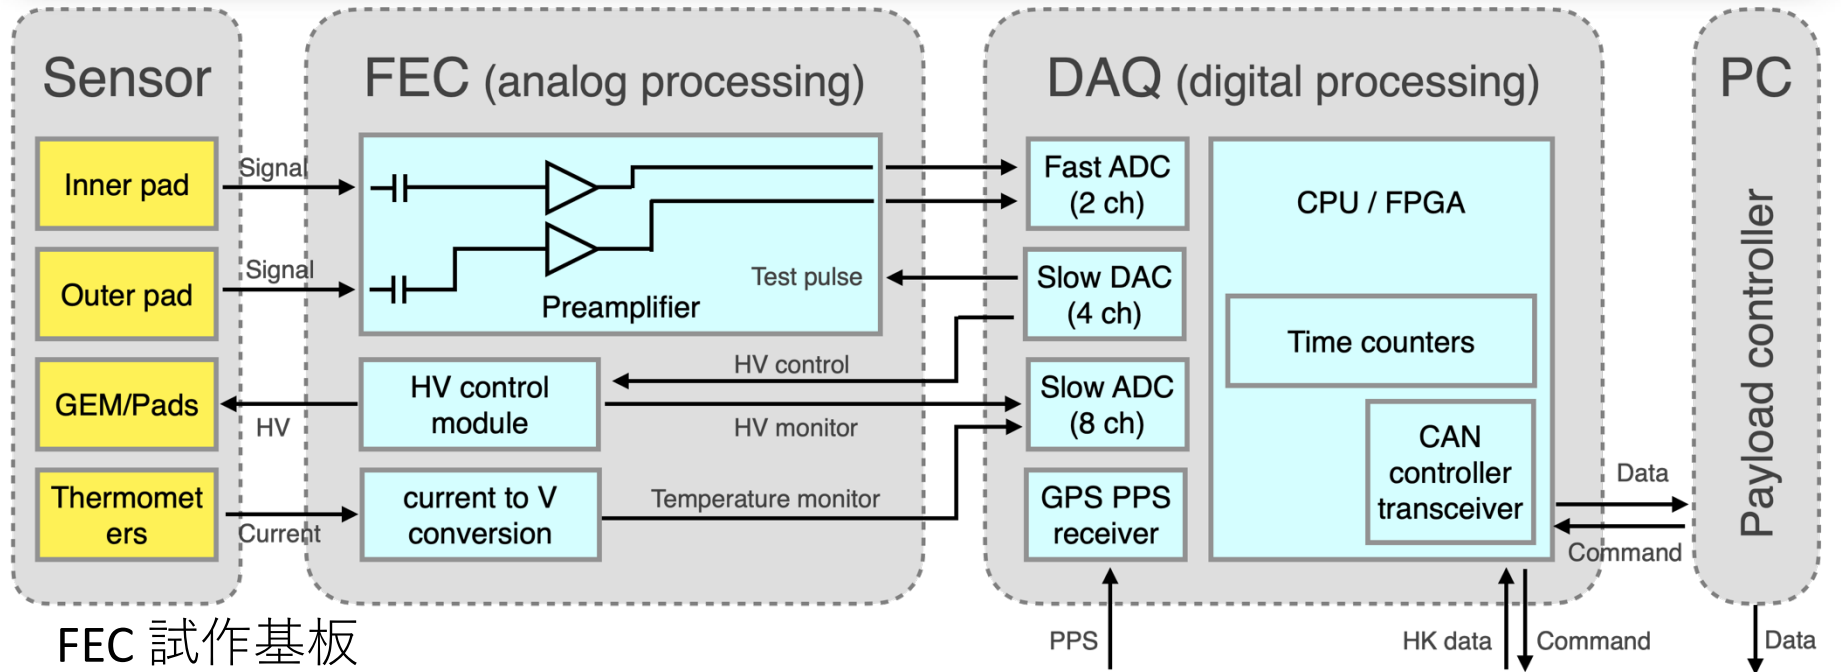 Sensor
FEC (analog processing)
DAQ (digital processing)
PC
Inner pad
Signal
Outer pad
Signal
GEM/Pads
HV
Thermomet
ers
Current
Preamplifier
Test pulse
HV control
module
HV control
HV monitor
current to V
conversion
Temperature monitor
Fast ADC
(2 ch)
Slow DAC
(4 ch)
Slow ADC
(8 ch)
GPS PPS
receiver
CPU / FPGA
Time counters
CAN
controller
transceiver
Data
Command
Payload controller
PPS
HK data
Command
Data
FEC 試作基板